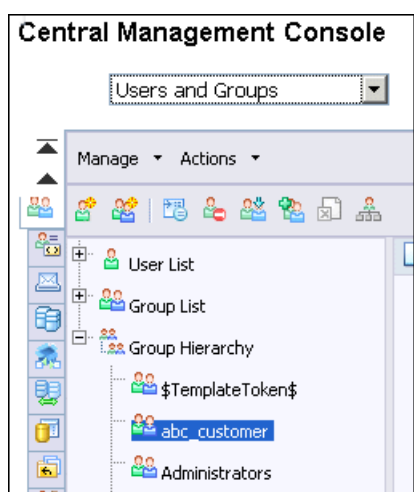 Central Management Console
Users and Groups
Manage Actions
User List
Group List
Group Hierarchy
$TemplateToken$
abc_customer
Administrators